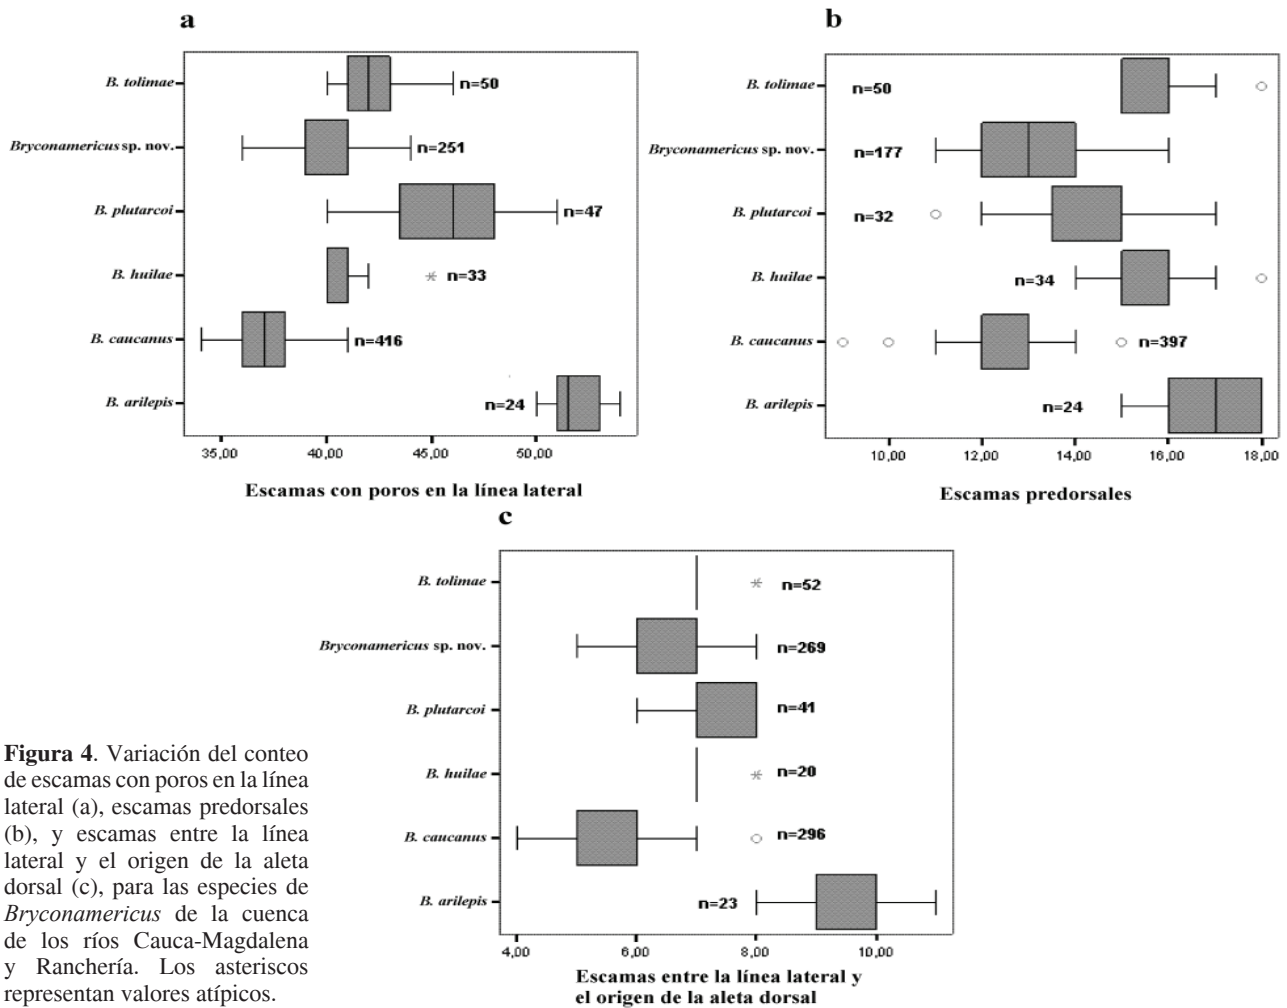 a
B. tolimae
n=50
Bryconamericus sp. nov.
n=251
B. plutarcoi
n=47
B. huilae
n=33
B. caucanus
n=416
B. arilepis
n=24
35,00 40,00 45,00 50,00
Escamas con poros en la línea lateral
b
B. tolimae
n=50
Bryconamericus sp. nov.
n=177
B. plutarcoi
n=32
B. huilae
n=34
B. caucanus
n=397
B. arilepis
n=24
10,00 12,00 14,00 16,00 18,00
Escamas predorsales
c
B. tolimae
n=52
Bryconamericus sp. nov.
n=269
B. plutarcoi
n=41
B. huilae
n=20
B. caucanus
n=296
B. arilepis
n=23
4,00 6,00 8,00 10,00
Escamas entre la línea lateral y
el origen de la aleta dorsal
Figura 4. Variación del conteo
de escamas con poros en la línea
lateral (a), escamas predorsales
(b), y escamas entre la línea
lateral y el origen de la aleta
dorsal (c), para las especies de
Bryconamericus de la cuenca
de los ríos Cauca-Magdalena
y Ranchería. Los asteriscos
representan valores atípicos.